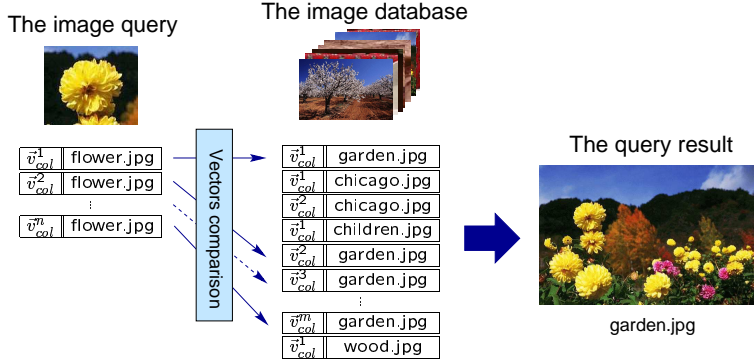 The image query
The image database
The query result
v⃗¹col flower.jpg
v⃗²col flower.jpg
⋮
v⃗ⁿcol flower.jpg
Vectors comparison
v⃗¹col garden.jpg
v⃗¹col chicago.jpg
v⃗²col chicago.jpg
v⃗¹col children.jpg
v⃗²col garden.jpg
v⃗³col garden.jpg
⋮
v⃗ᵐcol garden.jpg
v⃗¹col wood.jpg
garden.jpg